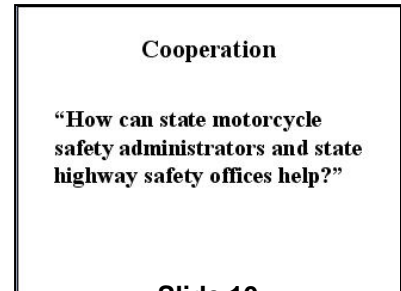 Cooperation
“How can state motorcycle
safety administrators and state
highway safety offices help?”